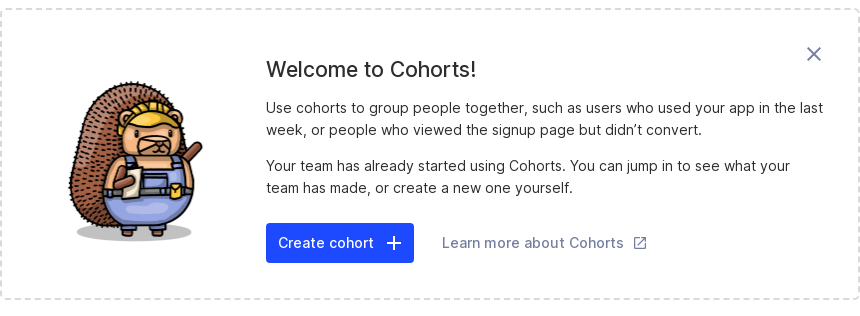 Welcome to Cohorts!
Use cohorts to group people together, such as users who used your app in the last
week, or people who viewed the signup page but didn’t convert.
Your team has already started using Cohorts. You can jump in to see what your
team has made, or create a new one yourself.
Create cohort
Learn more about Cohorts